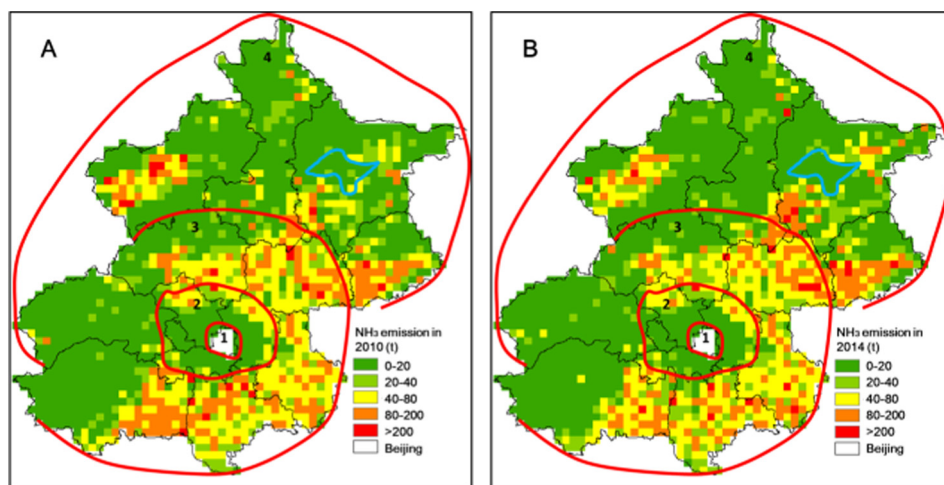 A
4
3
2
1
NH₃ emission in
2010 (t)
0-20
20-40
40-80
80-200
>200
Beijing
B
4
3
2
1
NH₃ emission in
2014 (t)
0-20
20-40
40-80
80-200
>200
Beijing